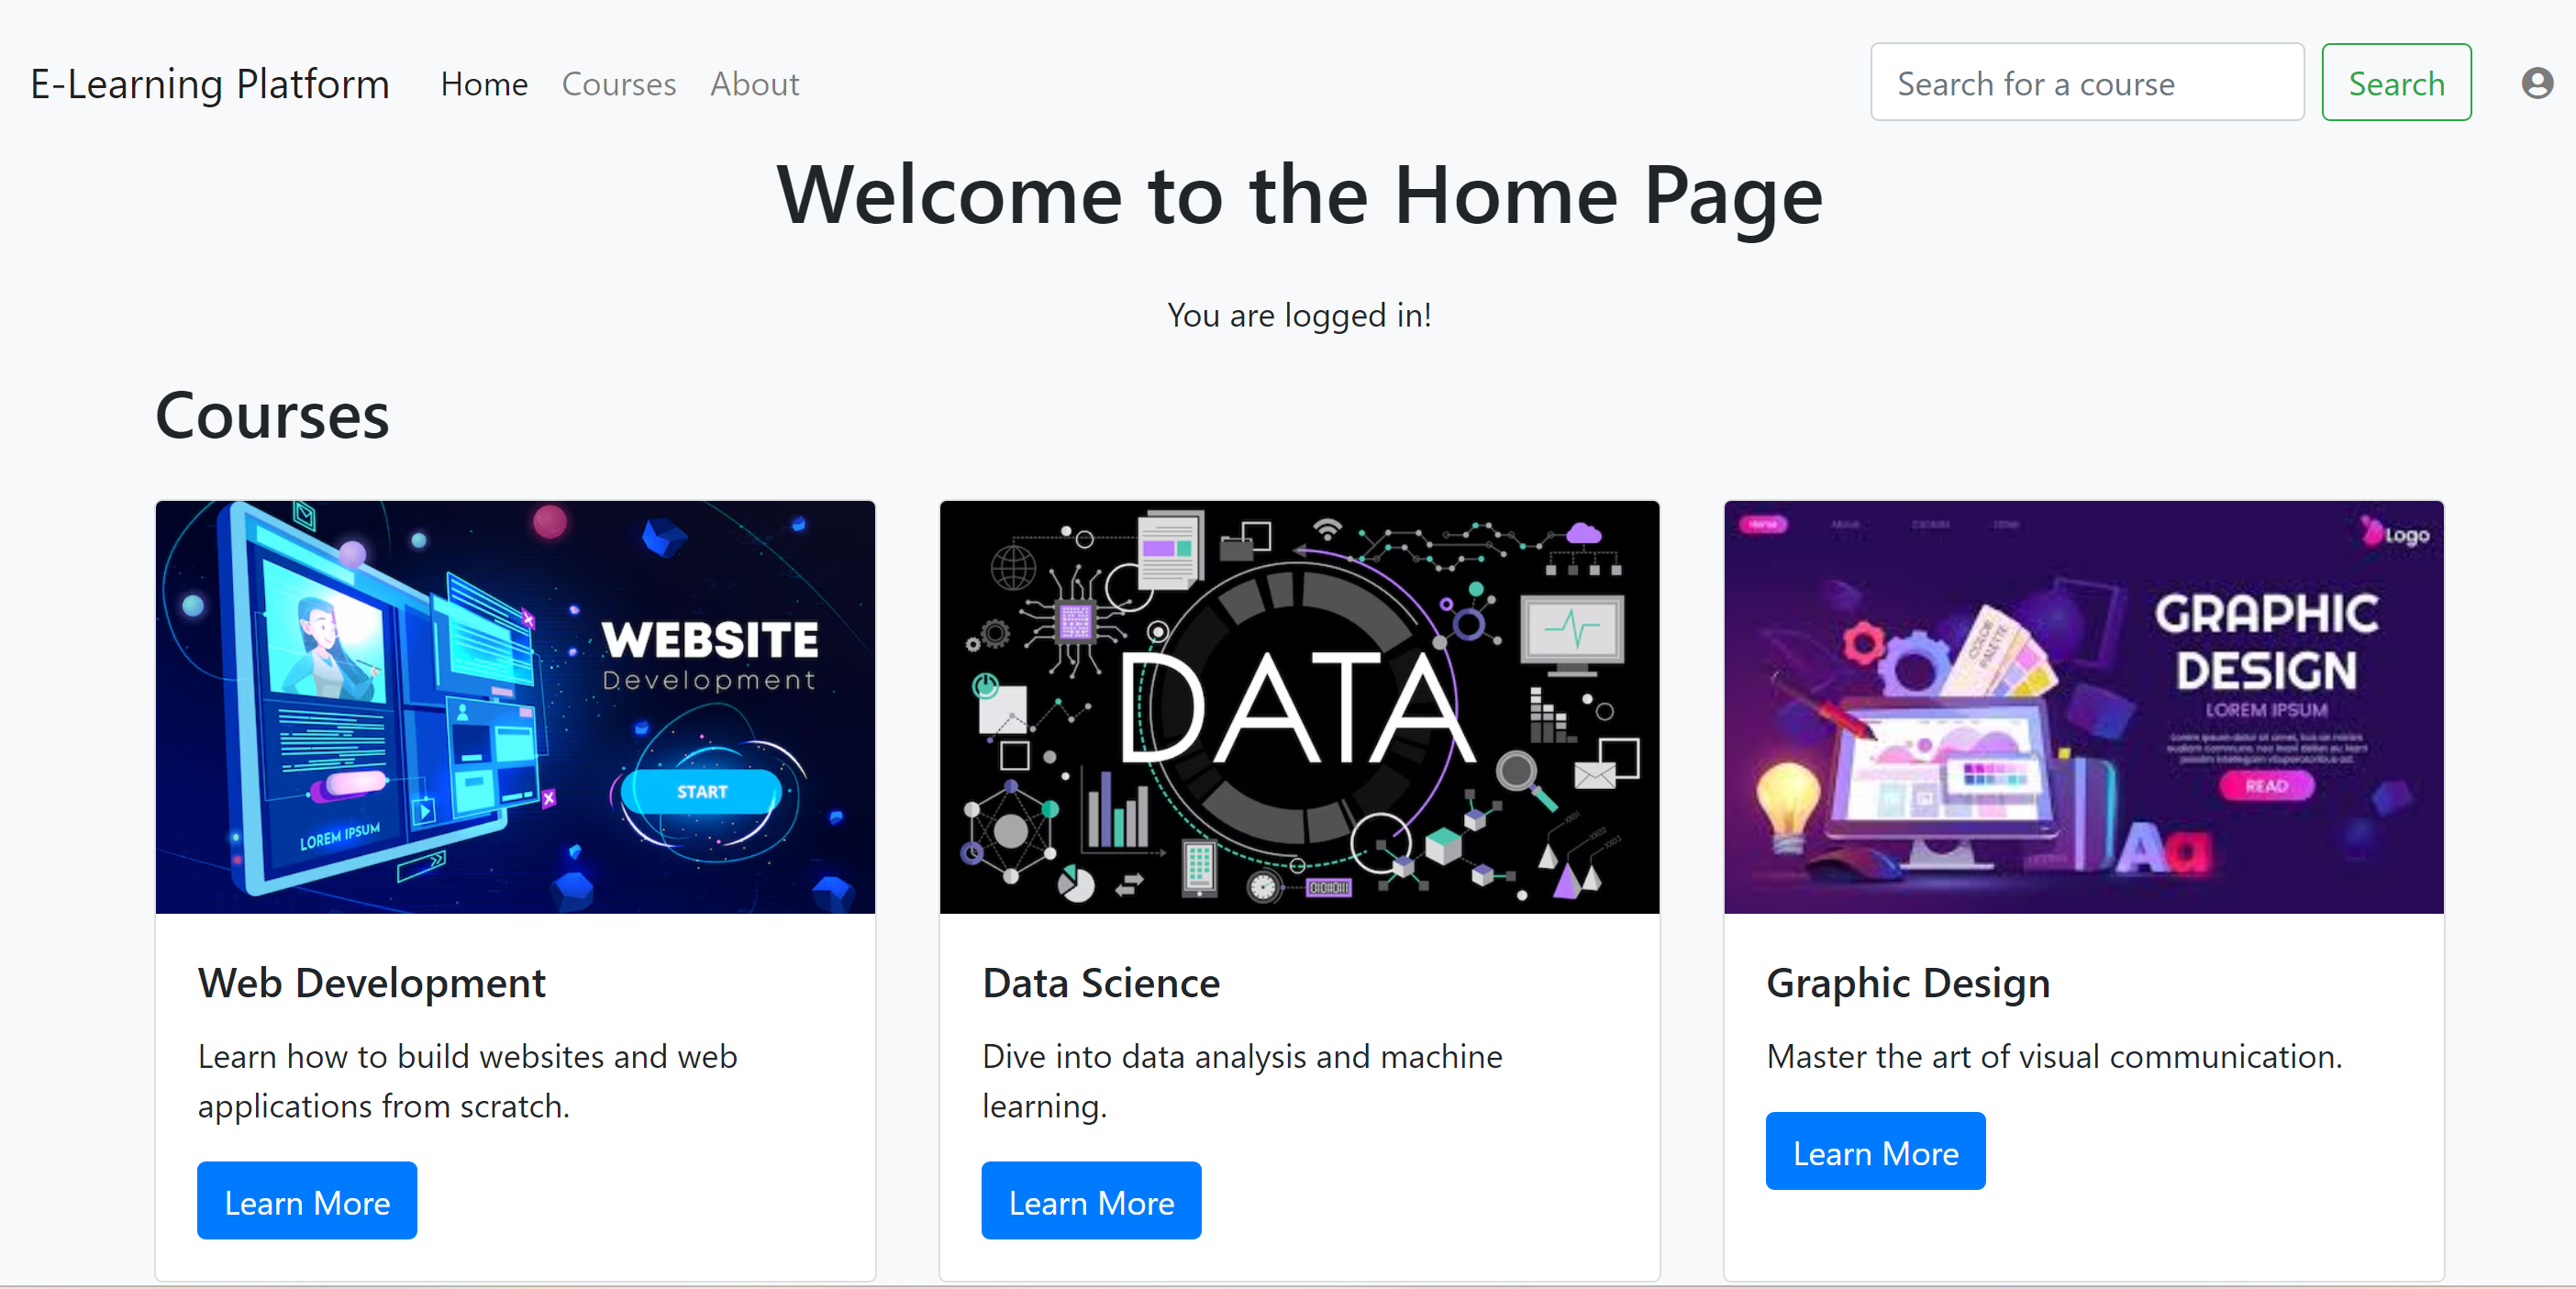 E-Learning Platform Home Courses About Search for a course Search
Welcome to the Home Page
You are logged in!
Courses
WEBSITE
Development
START
LOREM IPSUM
DATA
Home
Logo
COLOR
PALETTE
GRAPHIC
DESIGN
LOREM IPSUM
READ
Aa
Web Development
Learn how to build websites and web
applications from scratch.
Learn More
Data Science
Dive into data analysis and machine
learning.
Learn More
Graphic Design
Master the art of visual communication.
Learn More